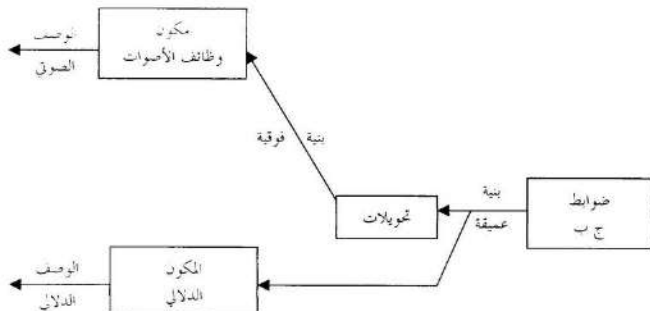 مكون
وظائف الأصوات
الوصف
الصوتي
بنية
فوقية
ضوابط
ج ب
بنية
عميقة
تحويلات
المكون
الدلالي
الوصف
الدلالي